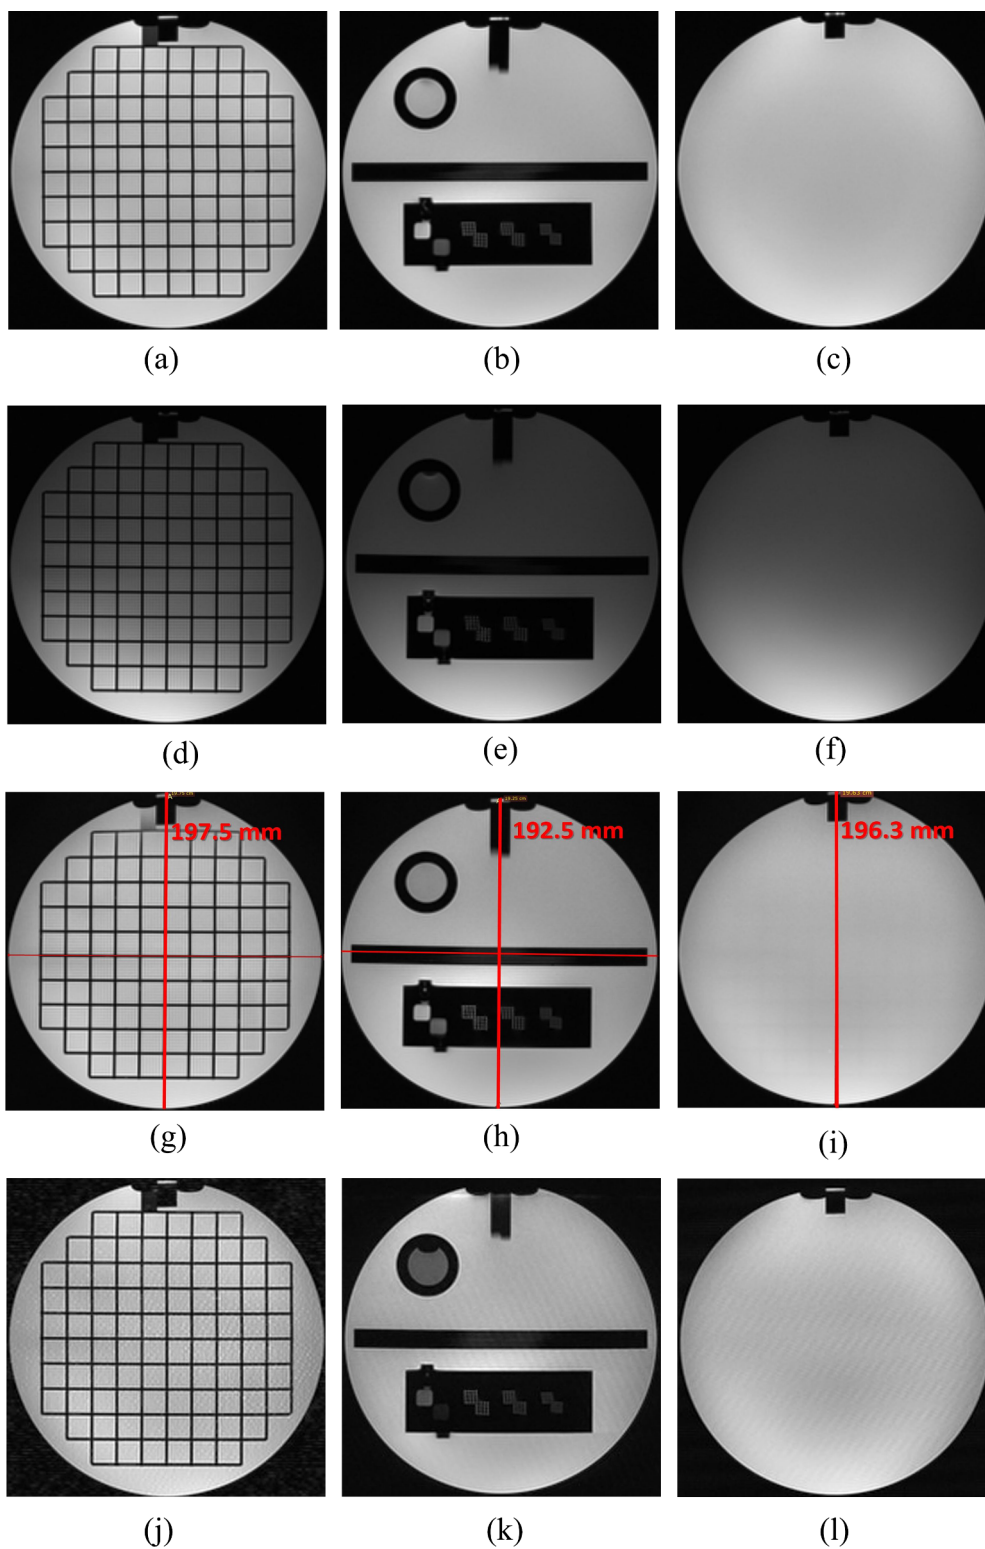 (a) (b) (c)
(d) (e) (f)
197.5 mm 192.5 mm 196.3 mm
(g) (h) (i)
(j) (k) (l)